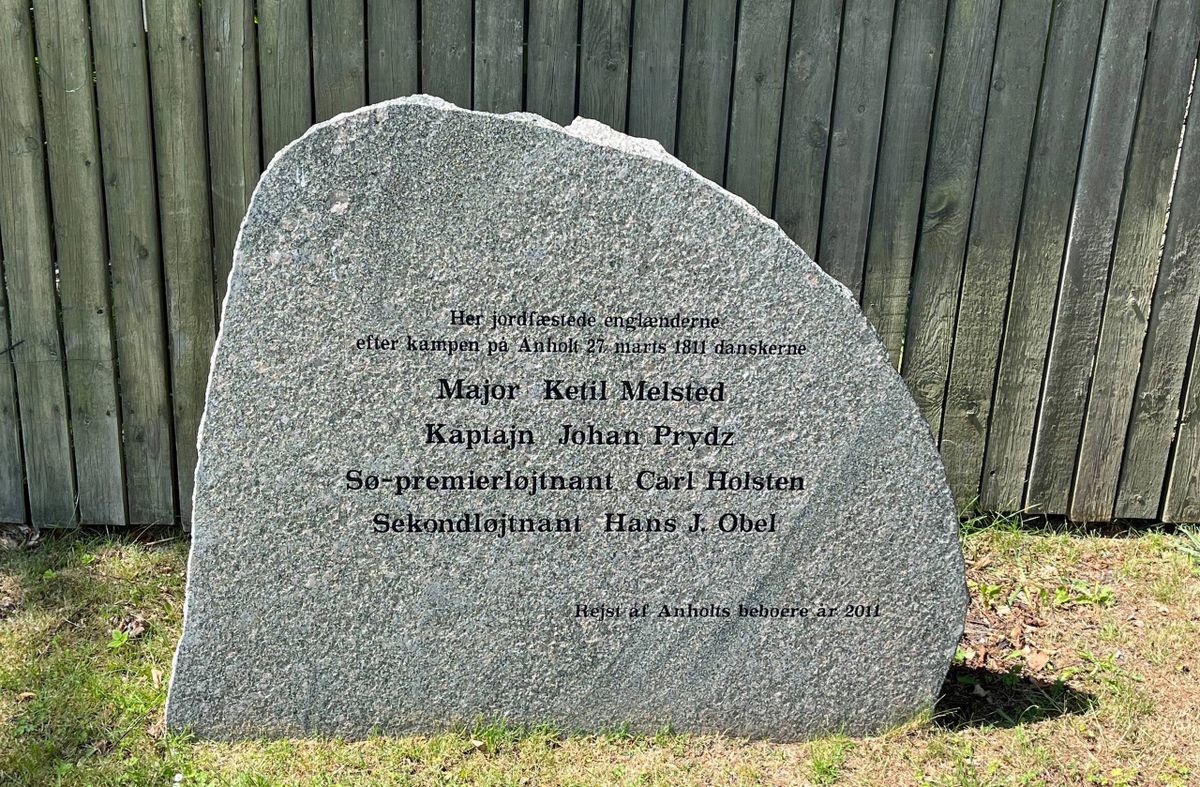 Her jordfæstede englænderne
efter kampen på Anholt 27. marts 1811 danskerne
Major Ketil Melsted
Kaptajn Johan Prydz
Sø-premierløjtnant Carl Holsten
Sekondløjtnant Hans J. Obel
Rejst af Anholts beboere år 2011